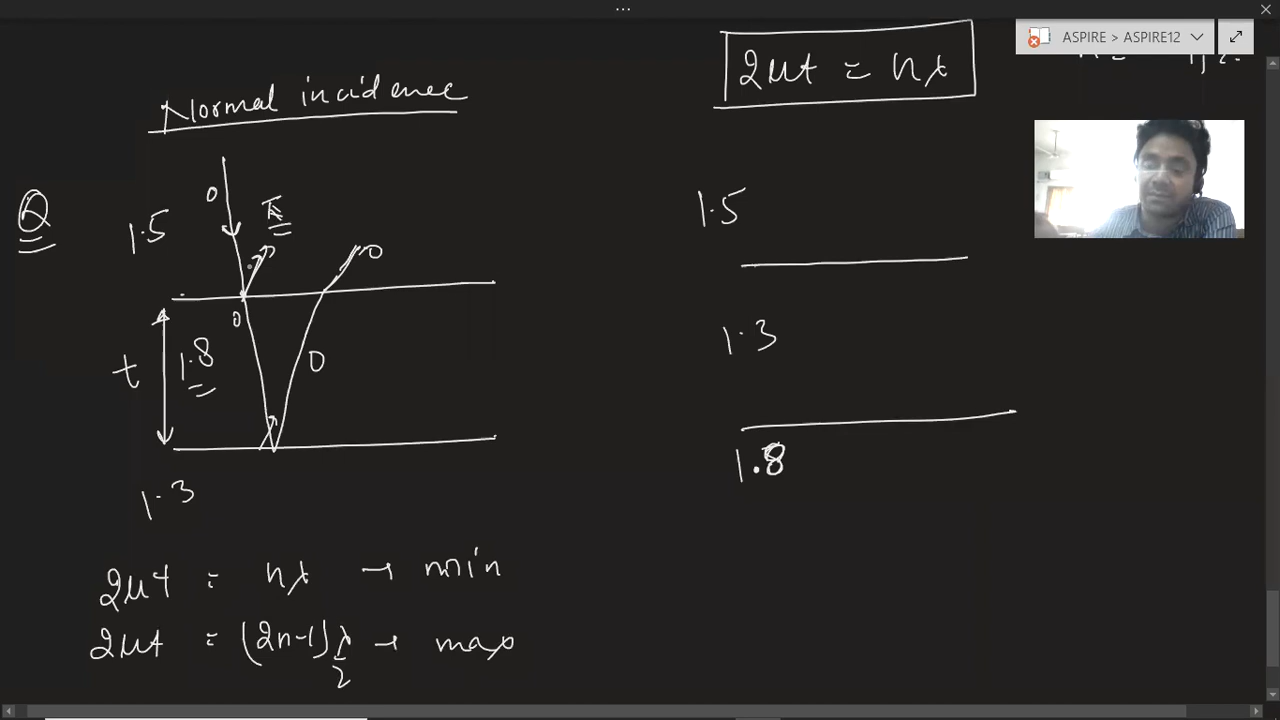 2μt = nλ
ASPIRE > ASPIRE12
Normal incidence
Q
0
π
0
1.5
0
t
1.8
0
1.3
2μt = nλ → min
2μt = (2n-1)λ/2 → max
1.5
1.3
1.8